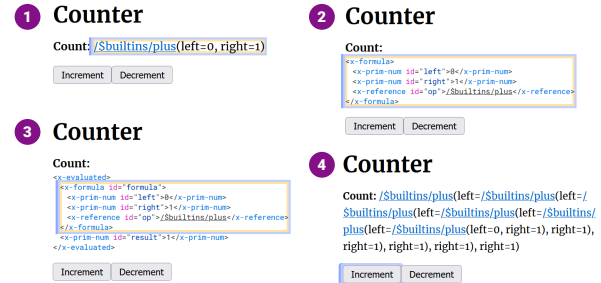 1
Counter
Count: /$builtins/plus(left=0, right=1)
Increment Decrement
2
Counter
Count:
<x-formula>
<x-prim-num id="left">0</x-prim-num>
<x-prim-num id="right">1</x-prim-num>
<x-reference id="op">/$builtins/plus</x-reference>
</x-formula>
Increment Decrement
3
Counter
Count:
<x-evaluated>
<x-formula id="formula">
<x-prim-num id="left">0</x-prim-num>
<x-prim-num id="right">1</x-prim-num>
<x-reference id="op">/$builtins/plus</x-reference>
</x-formula>
<x-prim-num id="result">1</x-prim-num>
</x-evaluated>
Increment Decrement
4
Counter
Count: /$builtins/plus(left=/$builtins/plus(left=/
$builtins/plus(left=/$builtins/plus(left=/$builtins/
plus(left=/$builtins/plus(left=0, right=1), right=1),
right=1), right=1), right=1), right=1)
Increment Decrement